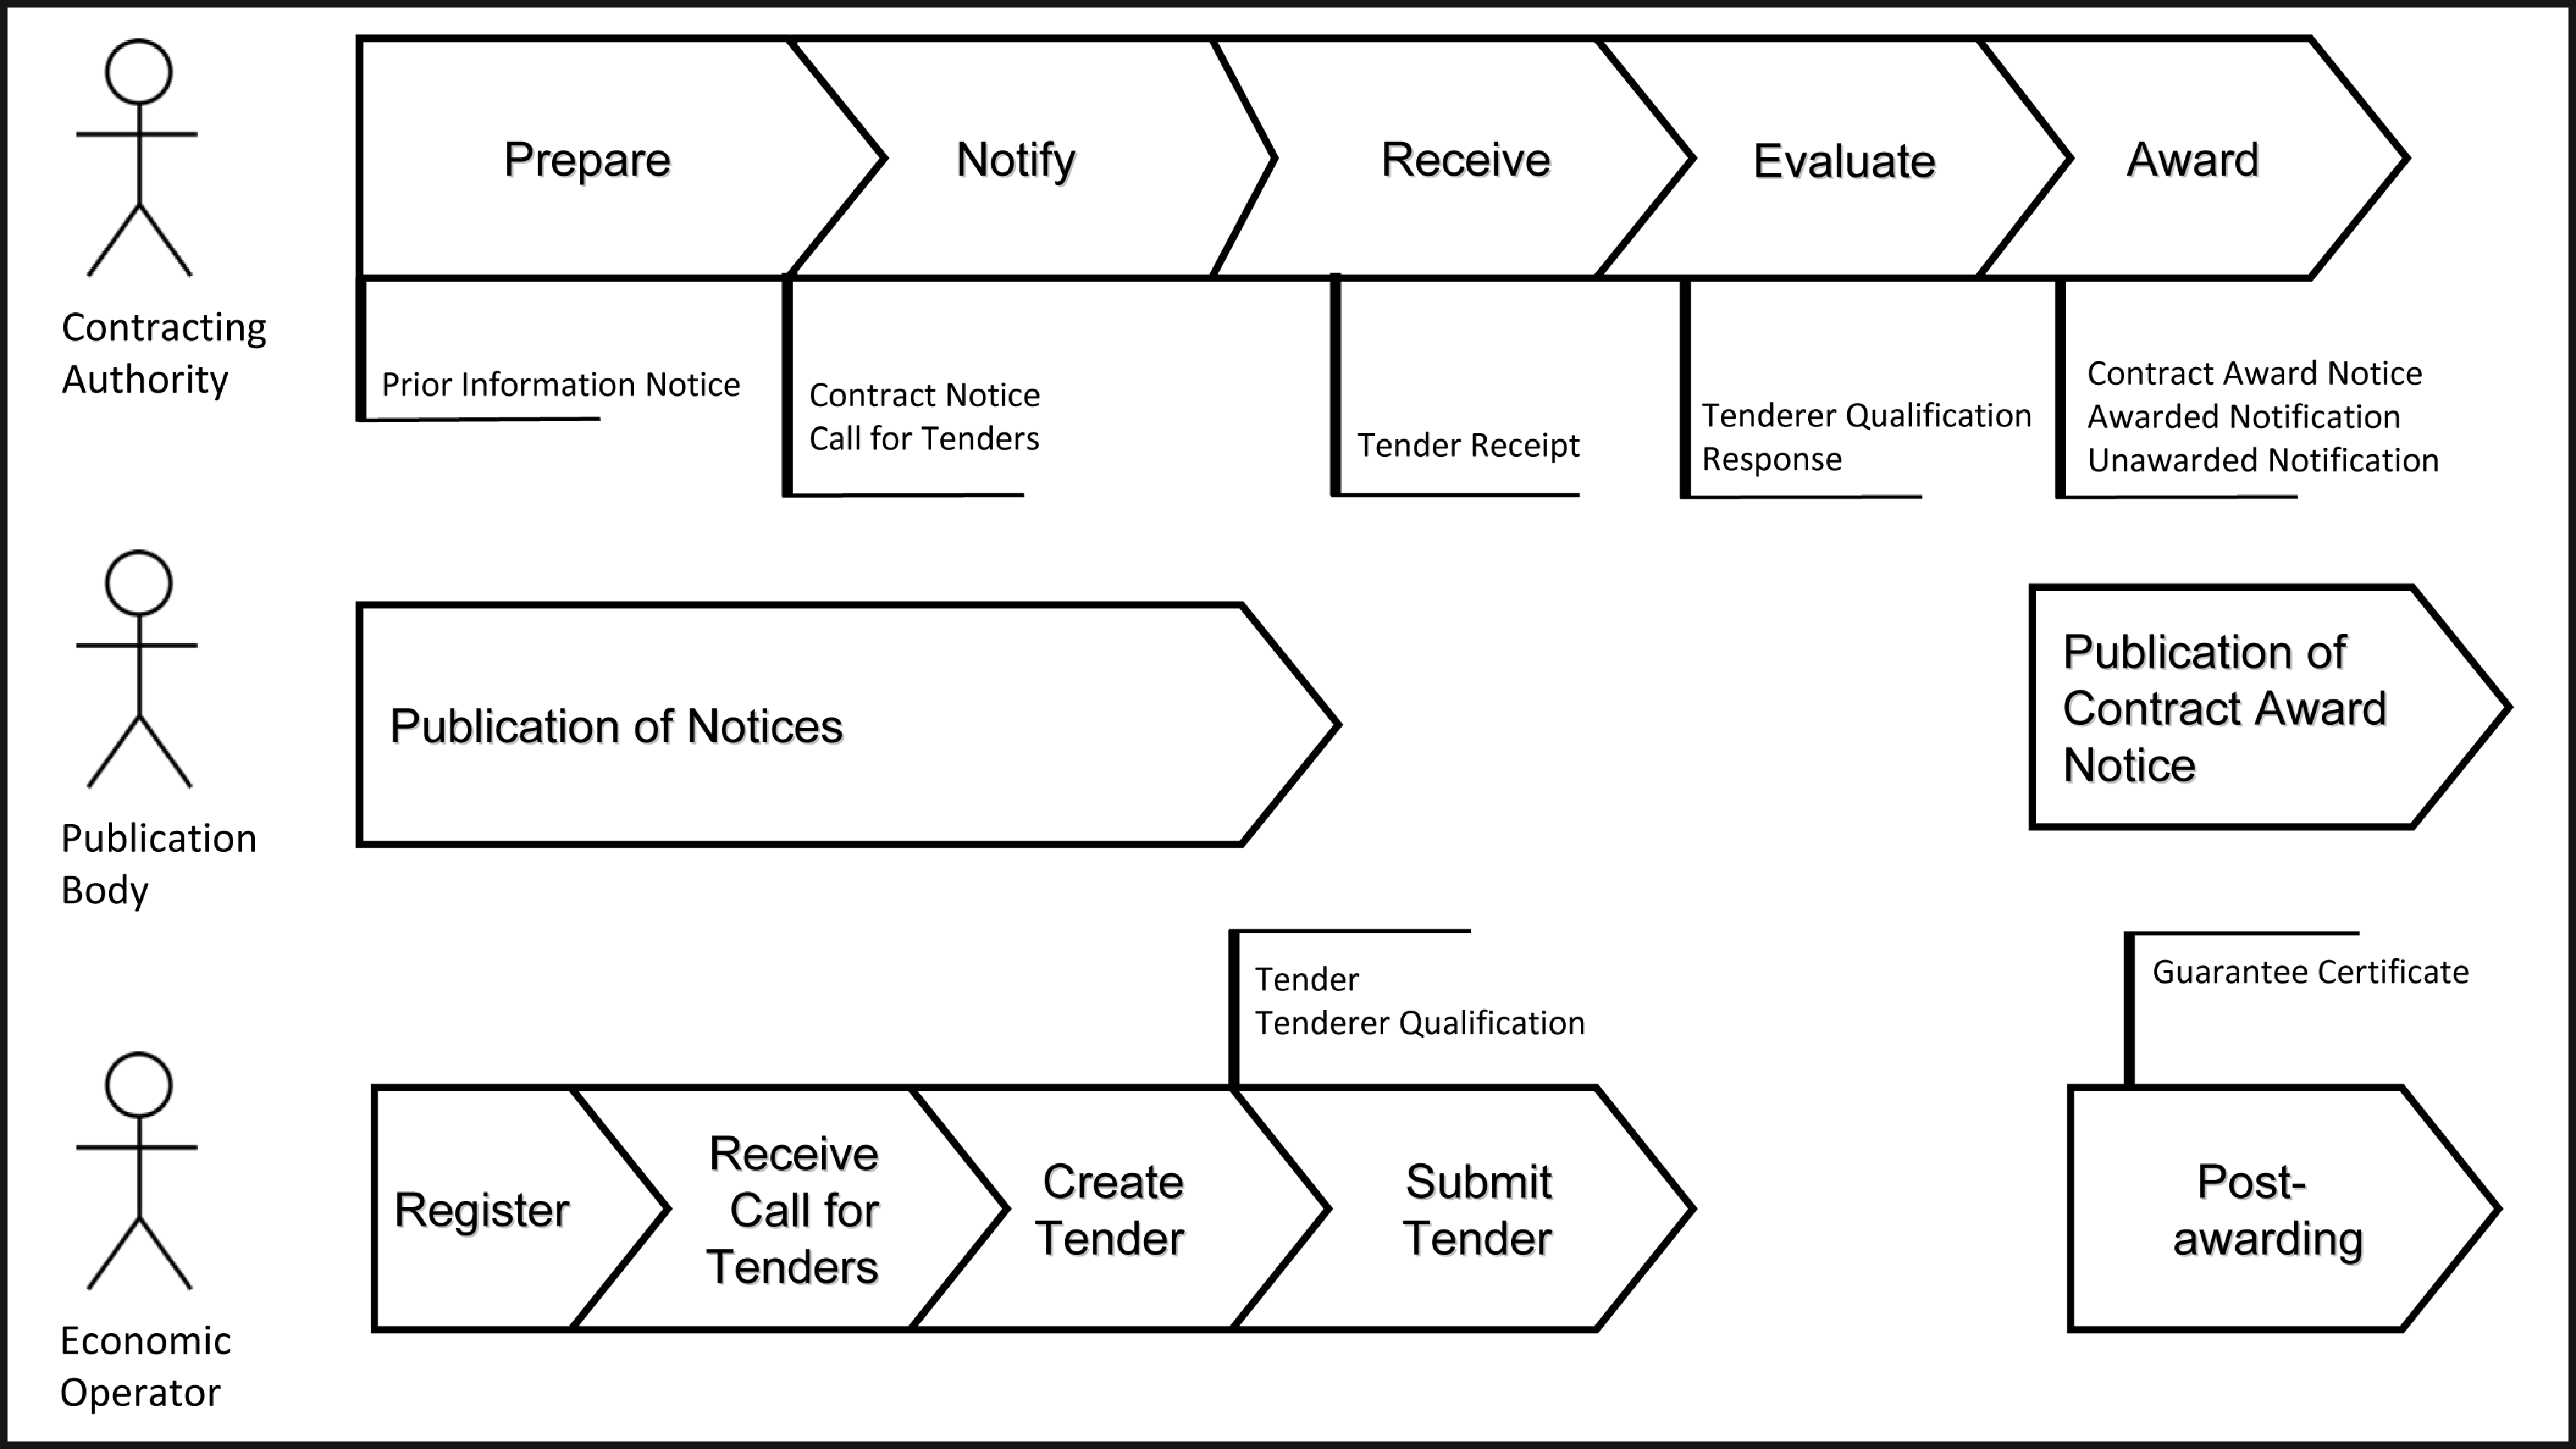 Prepare
Notify
Receive
Evaluate
Award
Contracting
Authority
Prior Information Notice
Contract Notice
Call for Tenders
Tender Receipt
Tenderer Qualification
Response
Contract Award Notice
Awarded Notification
Unawarded Notification
Publication
Body
Publication of Notices
Publication of
Contract Award
Notice
Tender
Tenderer Qualification
Guarantee Certificate
Economic
Operator
Register
Receive
Call for
Tenders
Create
Tender
Submit
Tender
Post-
awarding